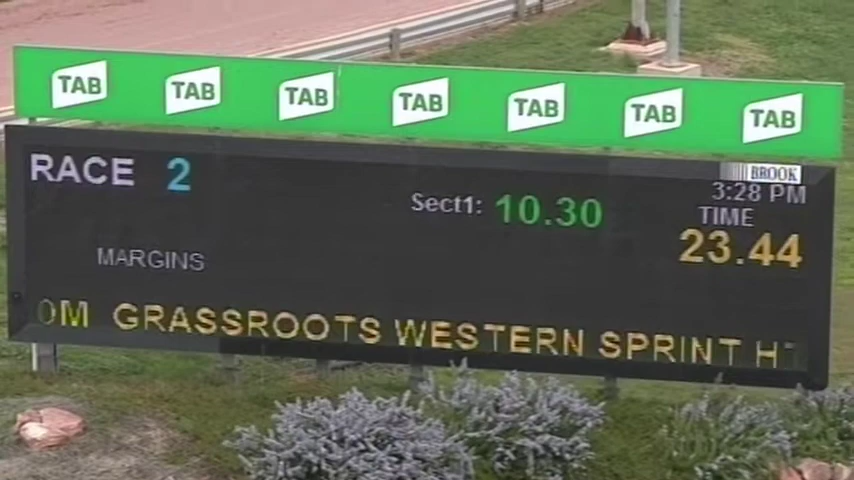 TAB TAB TAB TAB TAB TAB TAB
BROOK
RACE 2
3:28 PM
Sect1: 10.30
TIME
23.44
MARGINS
OM GRASSROOTS WESTERN SPRINT HT